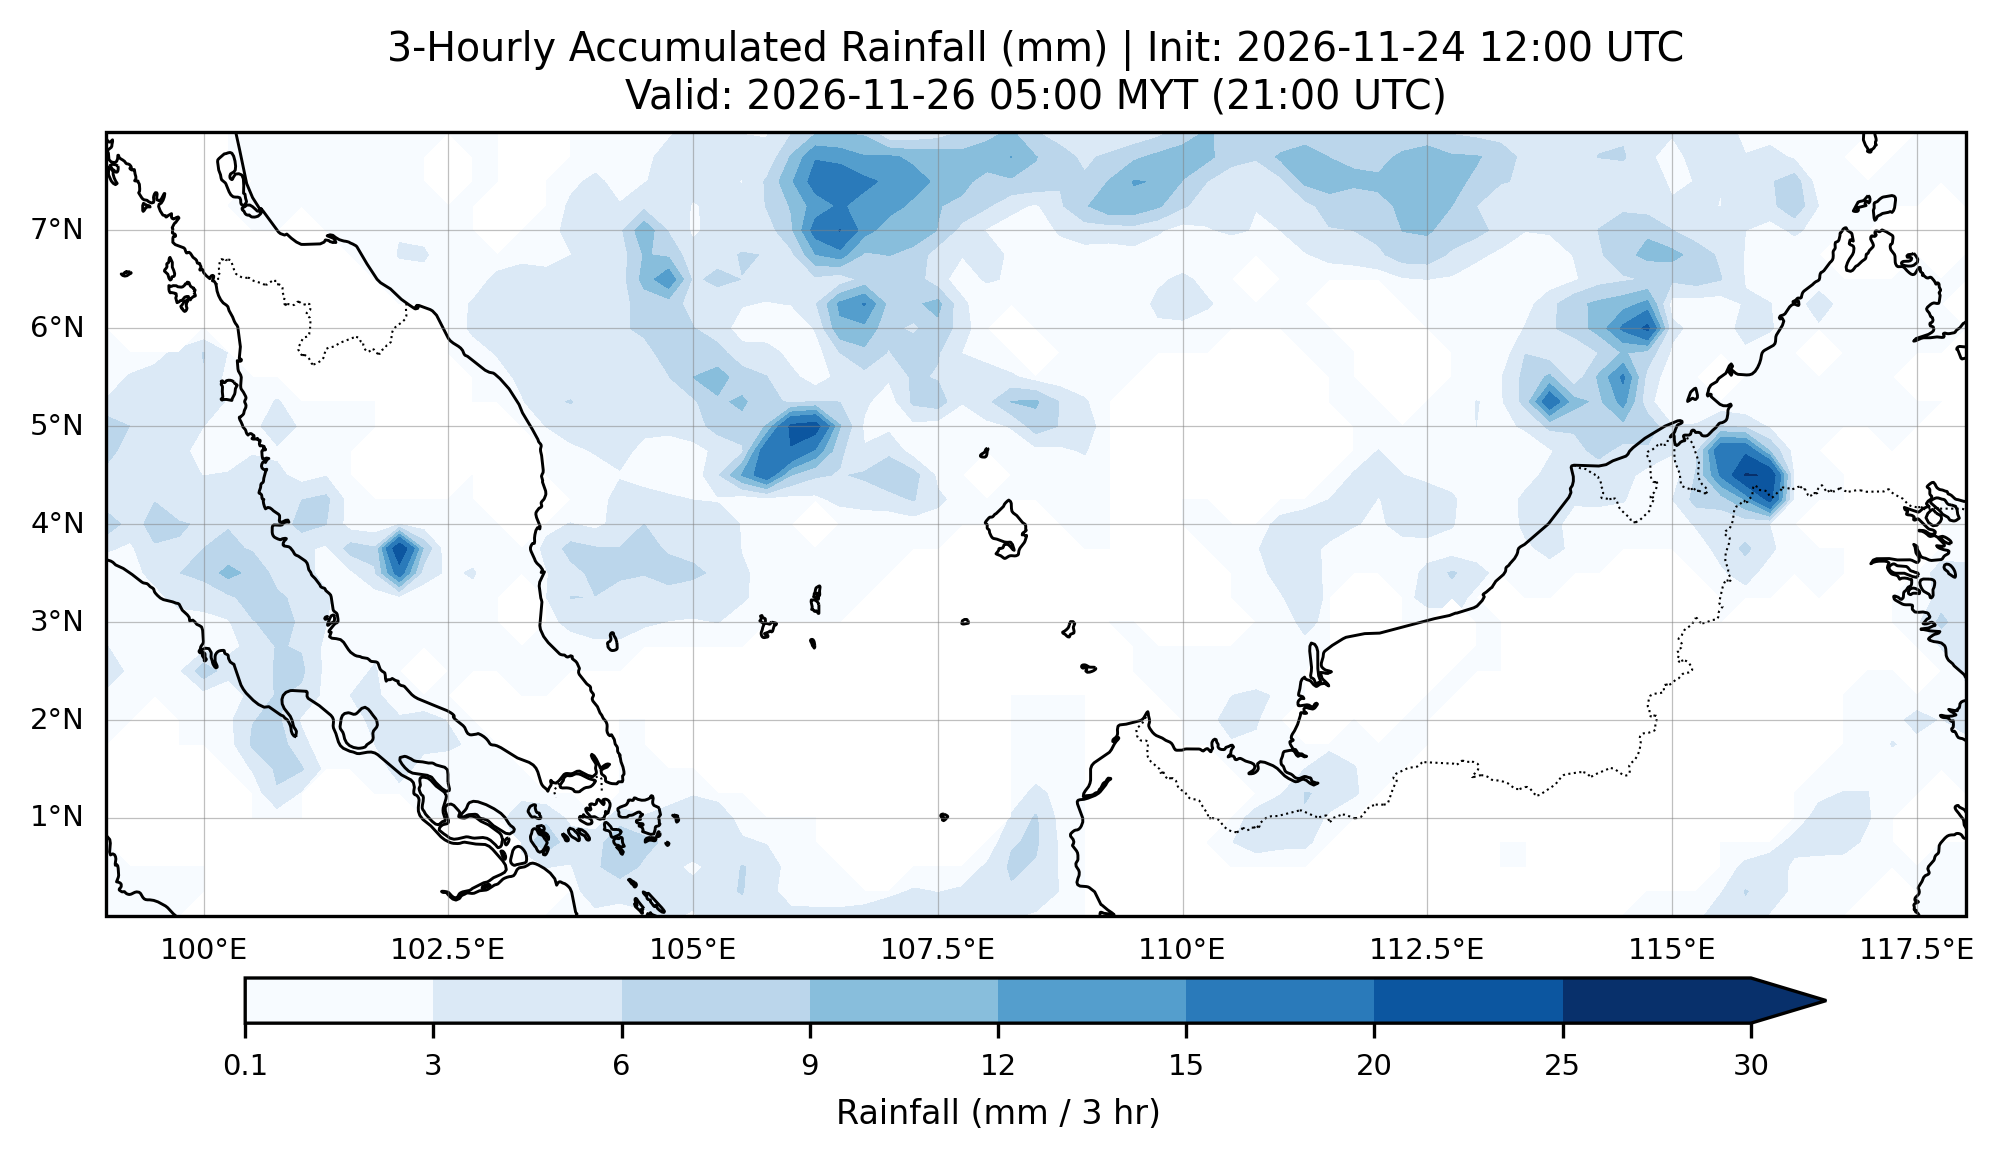 3-Hourly Accumulated Rainfall (mm) | Init: 2026-11-24 12:00 UTC
Valid: 2026-11-26 05:00 MYT (21:00 UTC)
7°N
6°N
5°N
4°N
3°N
2°N
1°N
100°E 102.5°E 105°E 107.5°E 110°E 112.5°E 115°E 117.5°E
0.1 3 6 9 12 15 20 25 30
Rainfall (mm / 3 hr)